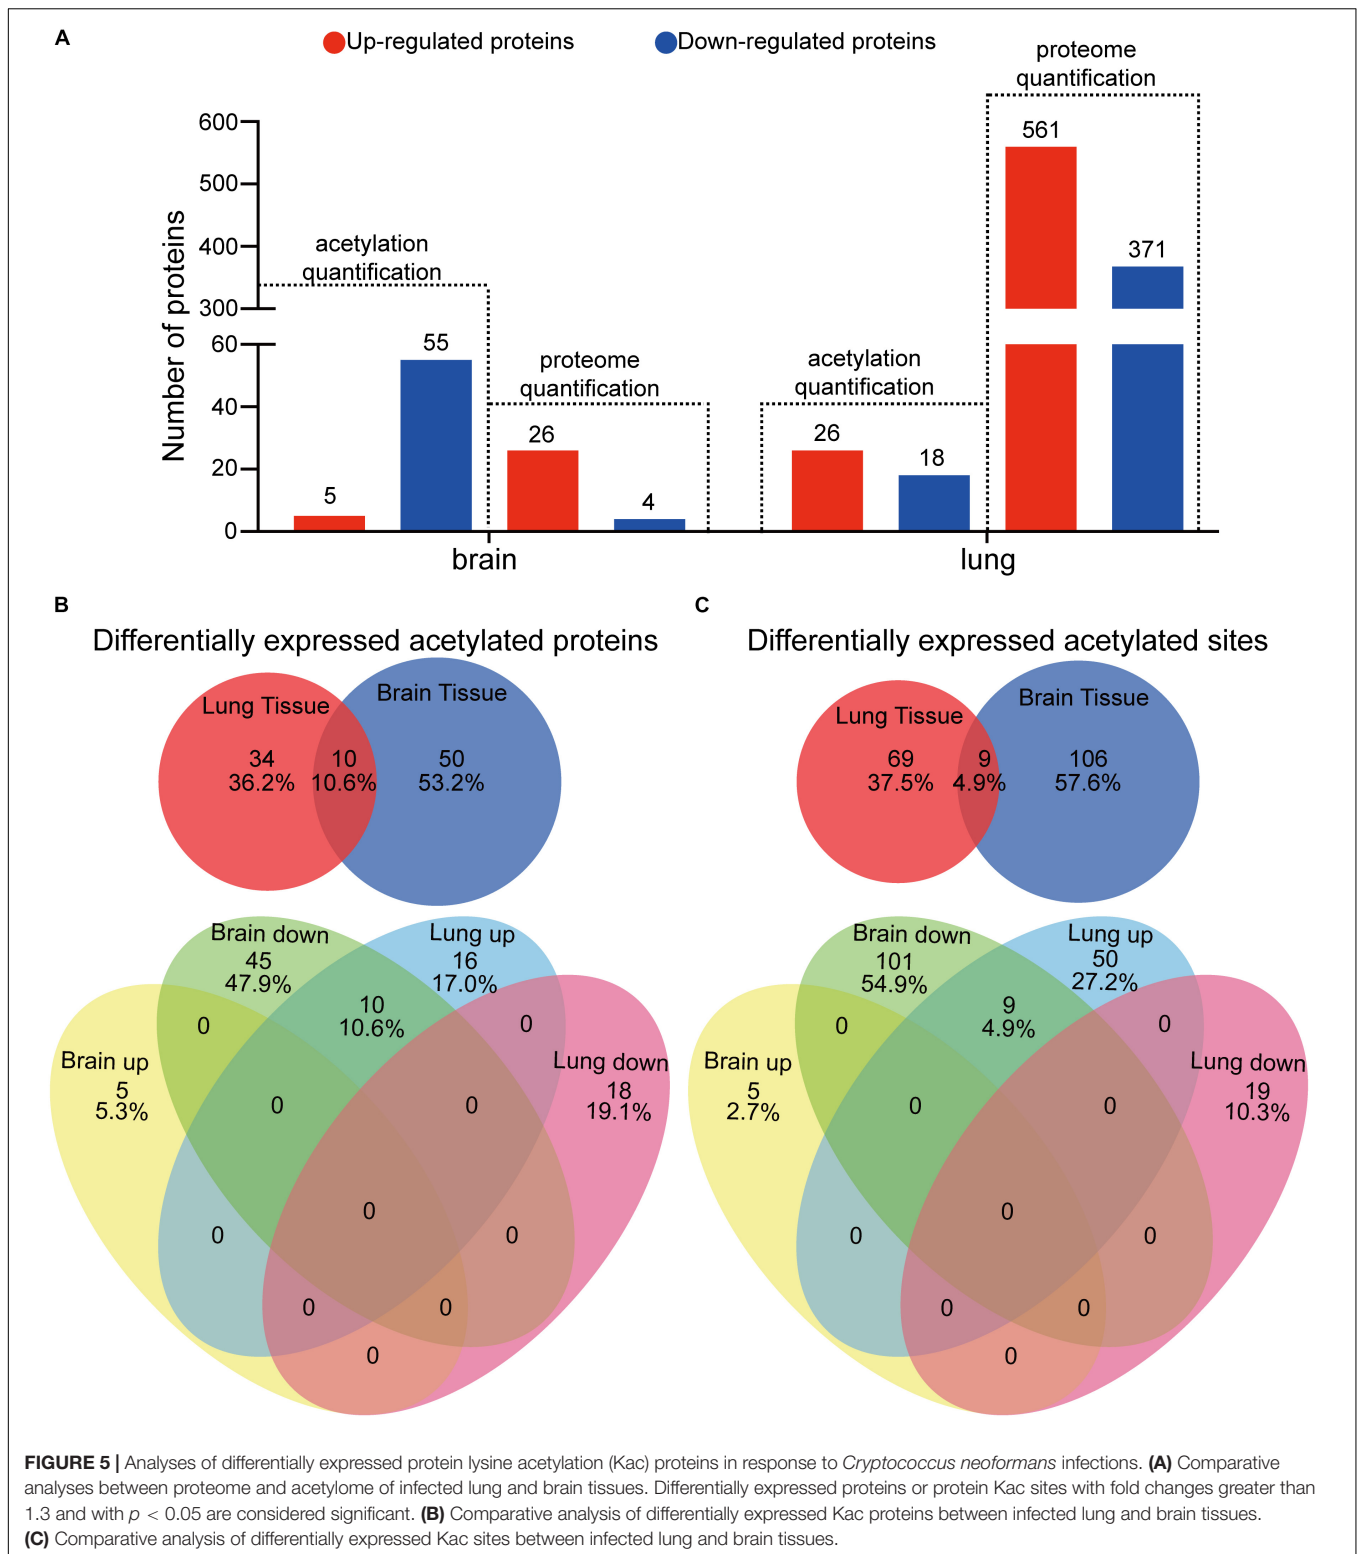 A
Up-regulated proteins
Down-regulated proteins
proteome
quantification
Number of proteins
600
500
400
300
60
40
20
0
acetylation
quantification
5
55
proteome
quantification
26
4
acetylation
quantification
26
18
561
371
brain
lung
B
Differentially expressed acetylated proteins
Lung Tissue
Brain Tissue
34
36.2%
10
10.6%
50
53.2%
Brain down
45
47.9%
Lung up
16
17.0%
10
10.6%
0
0
Brain up
5
5.3%
Lung down
18
19.1%
0
0
0
0
0
0
0
0
C
Differentially expressed acetylated sites
Lung Tissue
Brain Tissue
69
37.5%
9
4.9%
106
57.6%
Brain down
101
54.9%
Lung up
50
27.2%
9
4.9%
0
0
Brain up
5
2.7%
Lung down
19
10.3%
0
0
0
0
0
0
0
0
FIGURE 5 | Analyses of differentially expressed protein lysine acetylation (Kac) proteins in response to Cryptococcus neoformans infections. (A) Comparative
analyses between proteome and acetylome of infected lung and brain tissues. Differentially expressed proteins or protein Kac sites with fold changes greater than
1.3 and with p < 0.05 are considered significant. (B) Comparative analysis of differentially expressed Kac proteins between infected lung and brain tissues.
(C) Comparative analysis of differentially expressed Kac sites between infected lung and brain tissues.